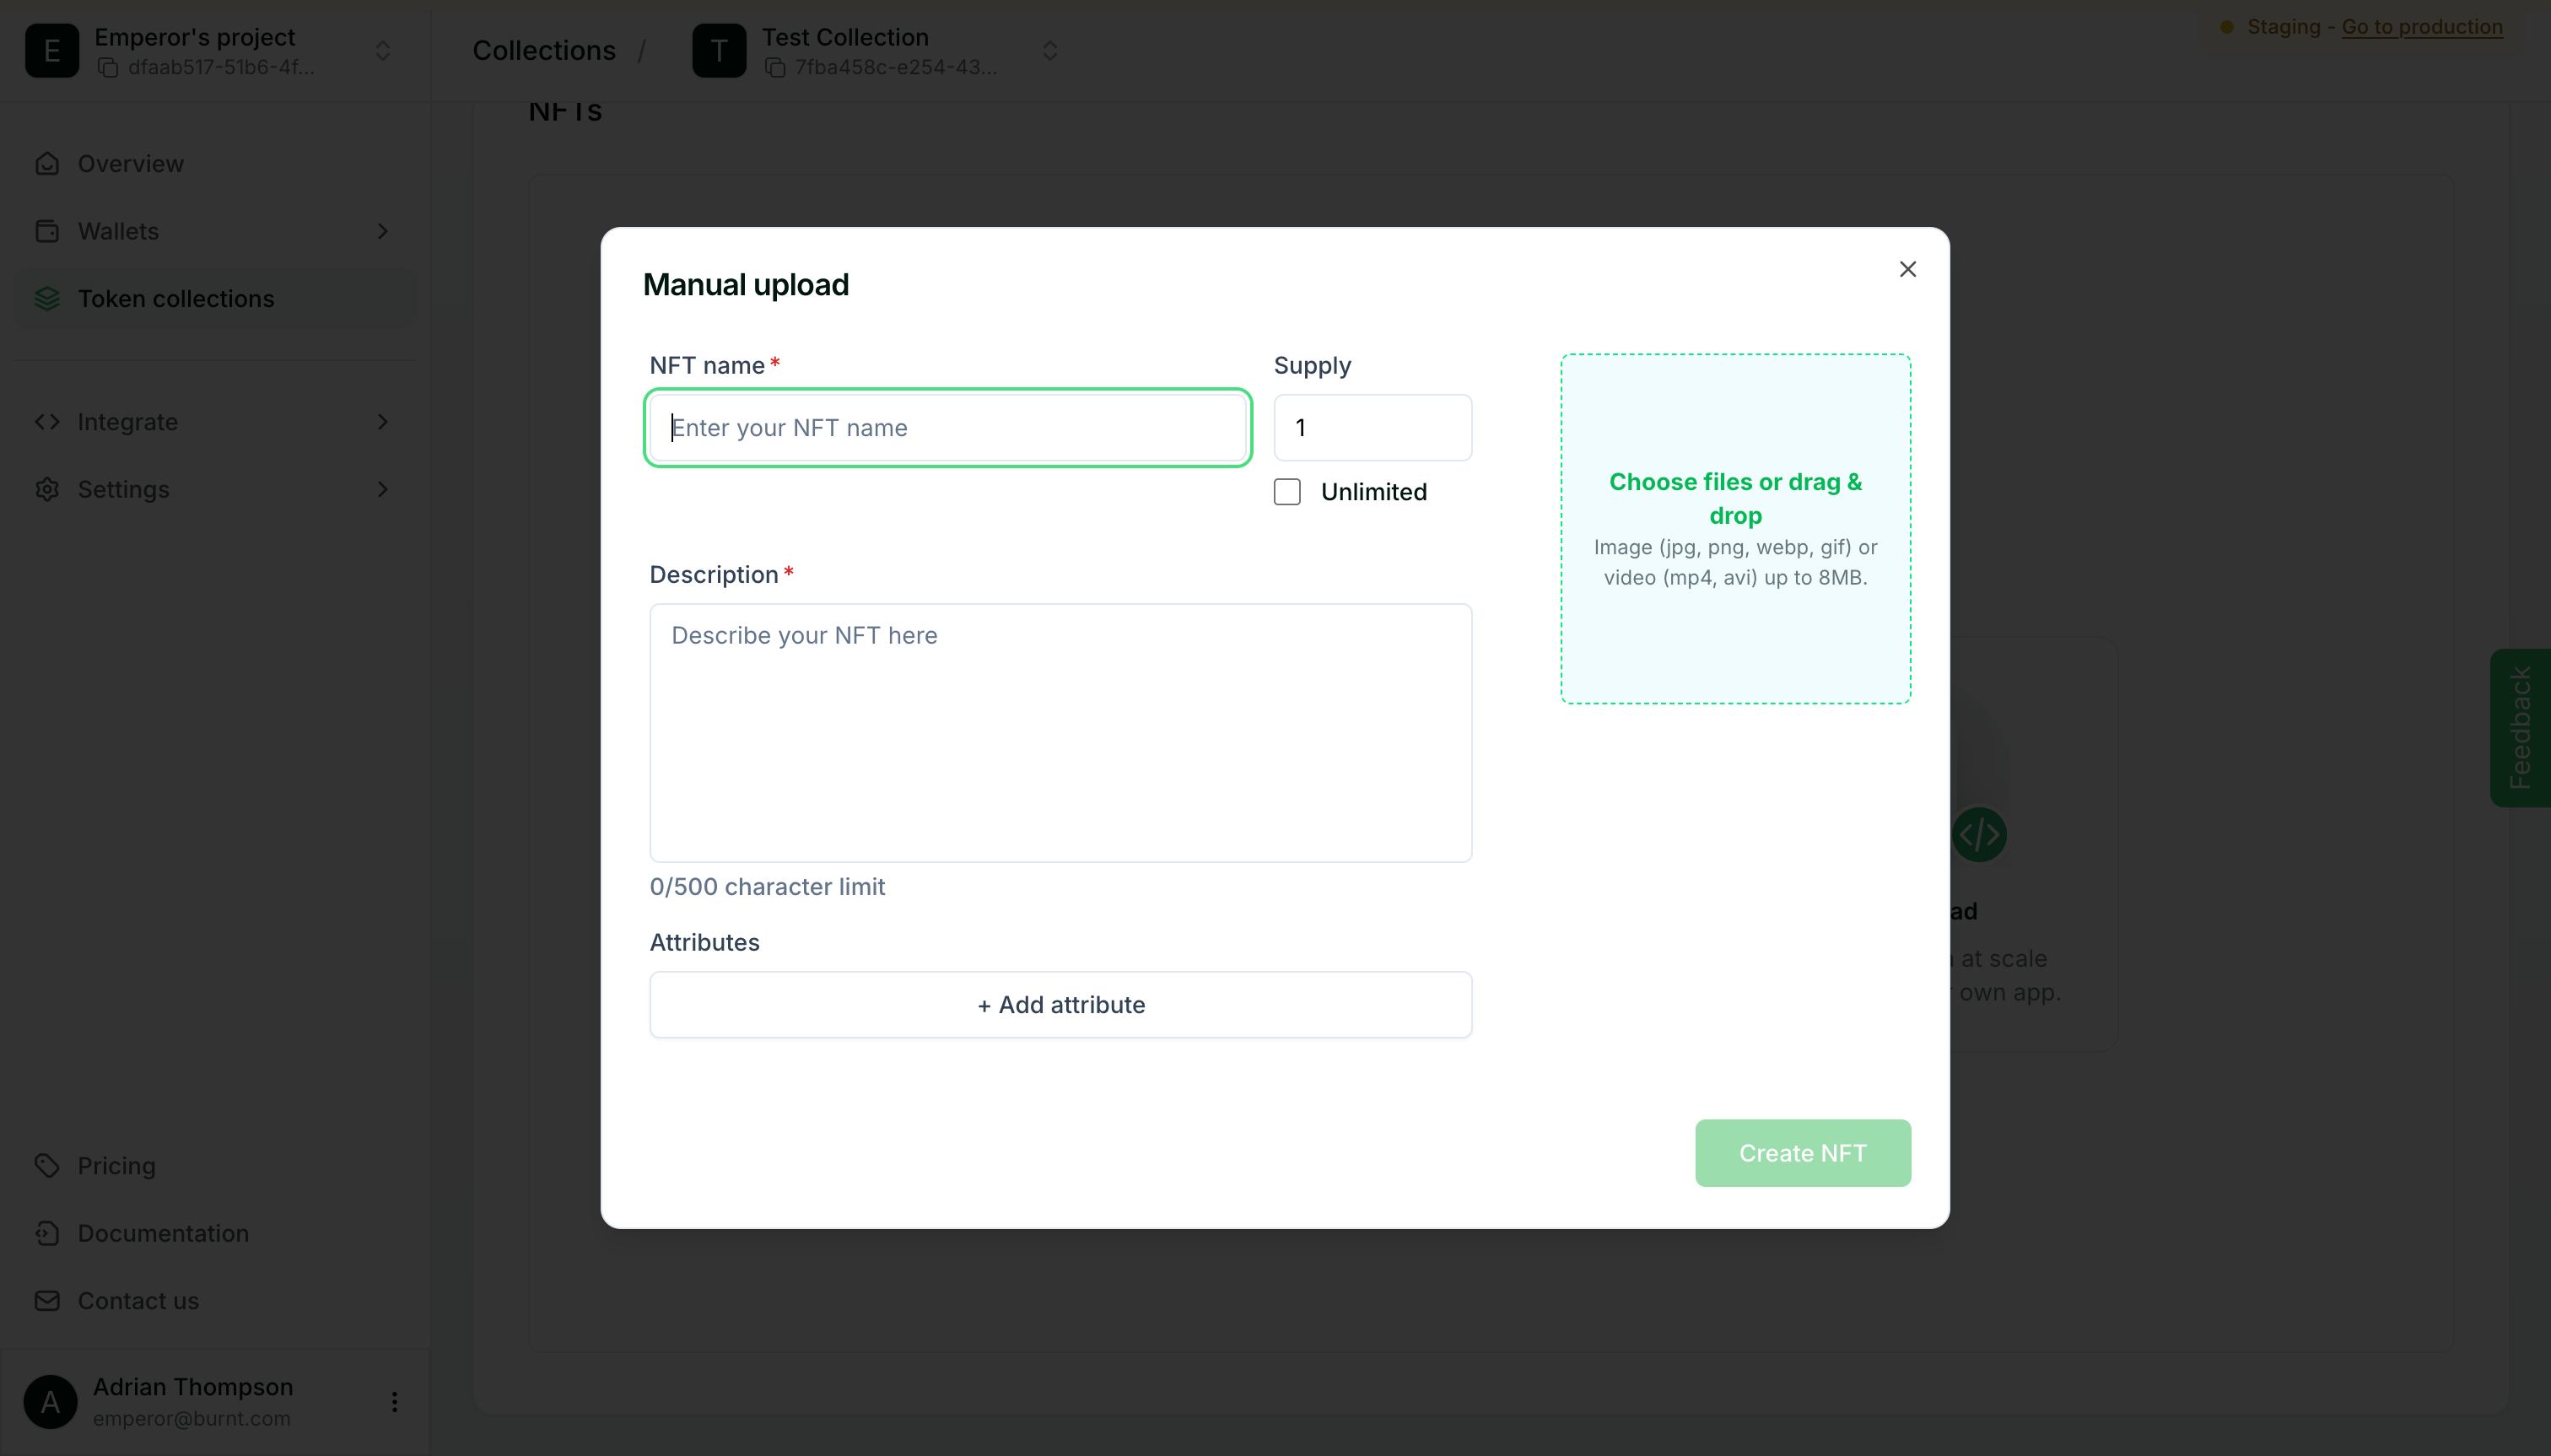 E
Emperor's project
dfaab517-51b6-4f...
Collections /
T
Test Collection
7fba458c-e254-43...
Staging - Go to production
NFTs
Overview
Wallets
Token collections
Integrate
Settings
Manual upload
NFT name *
Enter your NFT name
Supply
1
Unlimited
Choose files or drag &
drop
Image (jpg, png, webp, gif) or
video (mp4, avi) up to 8MB.
Description *
Describe your NFT here
0/500 character limit
Attributes
+ Add attribute
Create NFT
Feedback
at scale
own app.
Pricing
Documentation
Contact us
A
Adrian Thompson
emperor@burnt.com